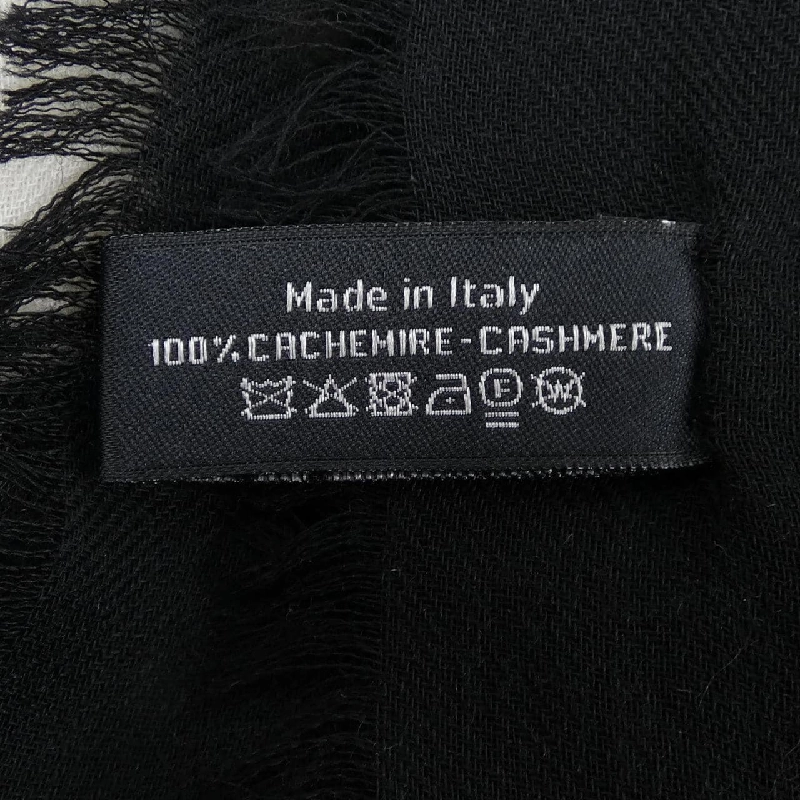 Made in Italy
100% CACHEMIRE-CASHMERE
E W